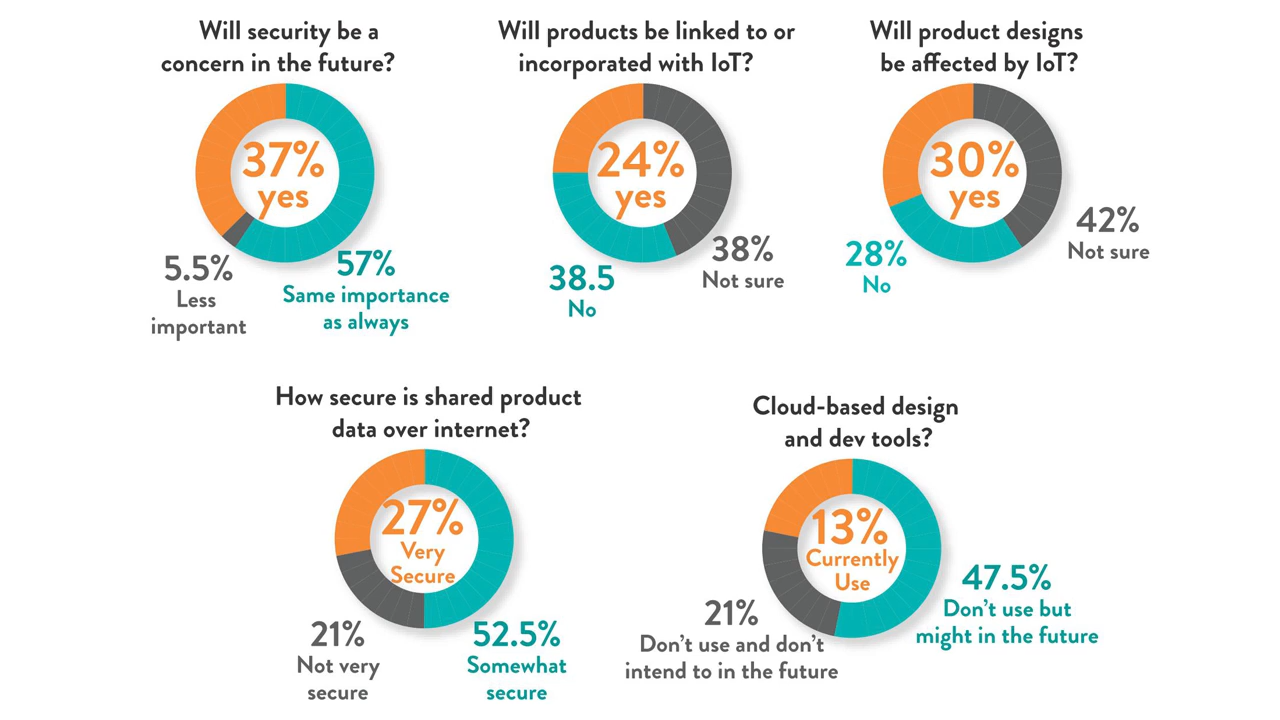 Will security be a
concern in the future?
37%
yes
5.5%
Less
important
57%
Same importance
as always
Will products be linked to or
incorporated with IoT?
24%
yes
38.5
No
38%
Not sure
Will product designs
be affected by IoT?
30%
yes
28%
No
42%
Not sure
How secure is shared product
data over internet?
27%
Very
Secure
21%
Not very
secure
52.5%
Somewhat
secure
Cloud-based design
and dev tools?
13%
Currently
Use
21%
Don't use and don't
intend to in the future
47.5%
Don't use but
might in the future